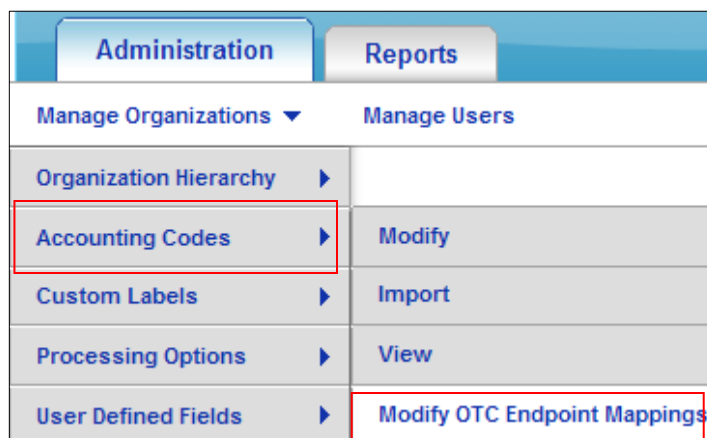 Administration Reports
Manage Organizations Manage Users
Organization Hierarchy
Accounting Codes Modify
Custom Labels Import
Processing Options View
User Defined Fields Modify OTC Endpoint Mappings